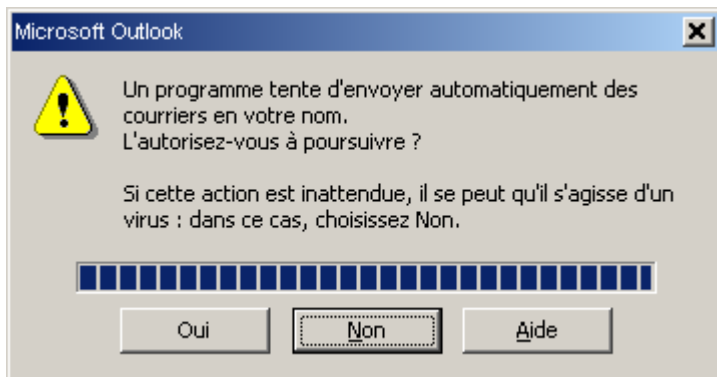 Microsoft Outlook
Un programme tente d'envoyer automatiquement des
courriers en votre nom.
L'autorisez-vous à poursuivre ?
Si cette action est inattendue, il se peut qu'il s'agisse d'un
virus : dans ce cas, choisissez Non.
Oui Non Aide